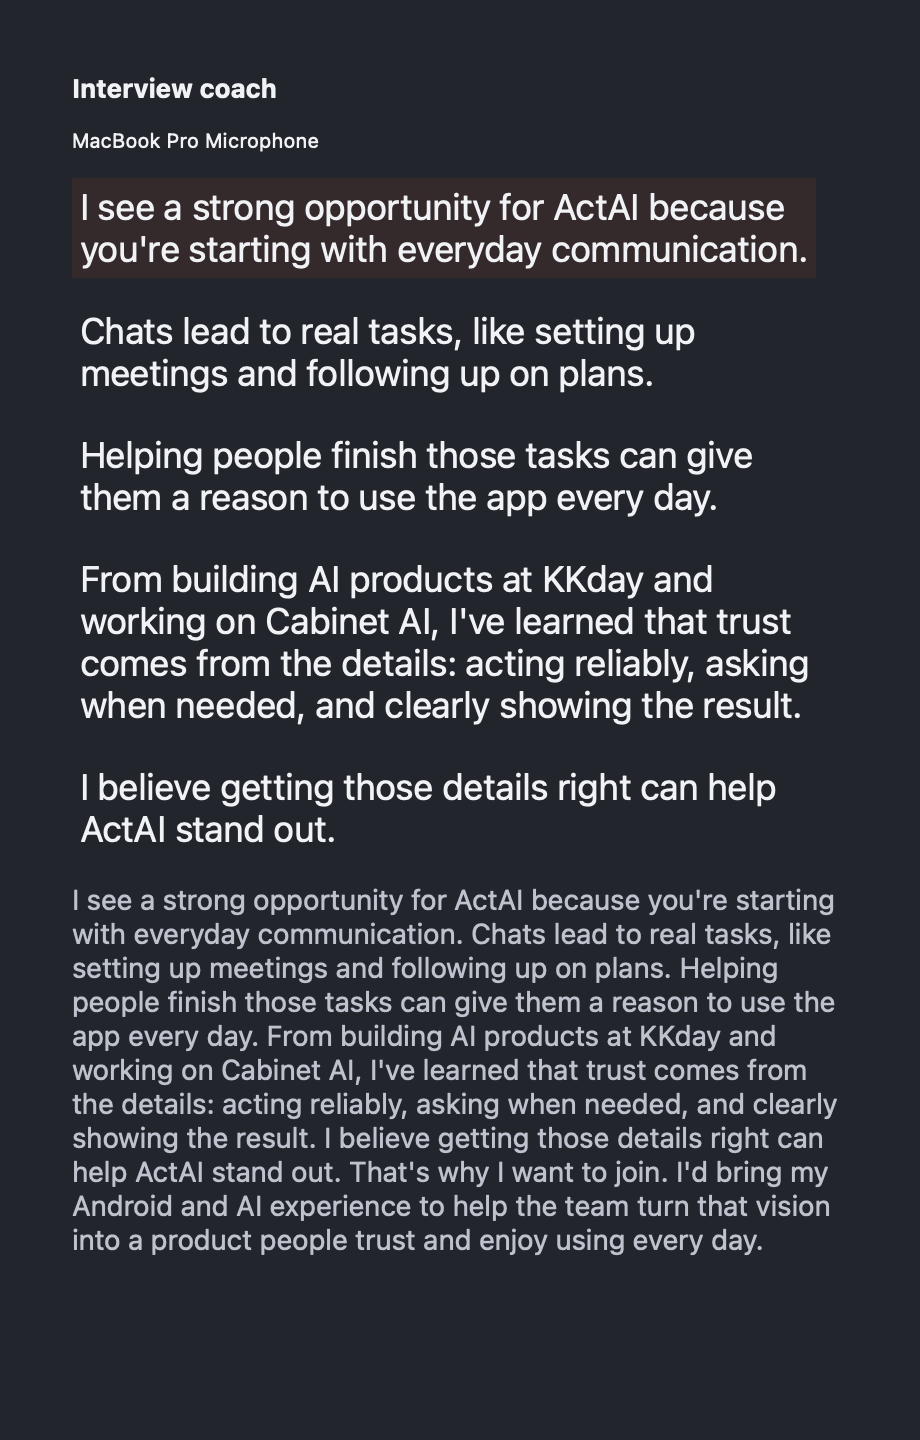 Interview coach
MacBook Pro Microphone
I see a strong opportunity for ActAI because
you're starting with everyday communication.
Chats lead to real tasks, like setting up
meetings and following up on plans.
Helping people finish those tasks can give
them a reason to use the app every day.
From building AI products at KKday and
working on Cabinet AI, I've learned that trust
comes from the details: acting reliably, asking
when needed, and clearly showing the result.
I believe getting those details right can help
ActAI stand out.
I see a strong opportunity for ActAI because you're starting
with everyday communication. Chats lead to real tasks, like
setting up meetings and following up on plans. Helping
people finish those tasks can give them a reason to use the
app every day. From building AI products at KKday and
working on Cabinet AI, I've learned that trust comes from
the details: acting reliably, asking when needed, and clearly
showing the result. I believe getting those details right can
help ActAI stand out. That's why I want to join. I'd bring my
Android and AI experience to help the team turn that vision
into a product people trust and enjoy using every day.